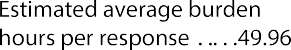 Estimated average burden
hours per response . . . . .49.96